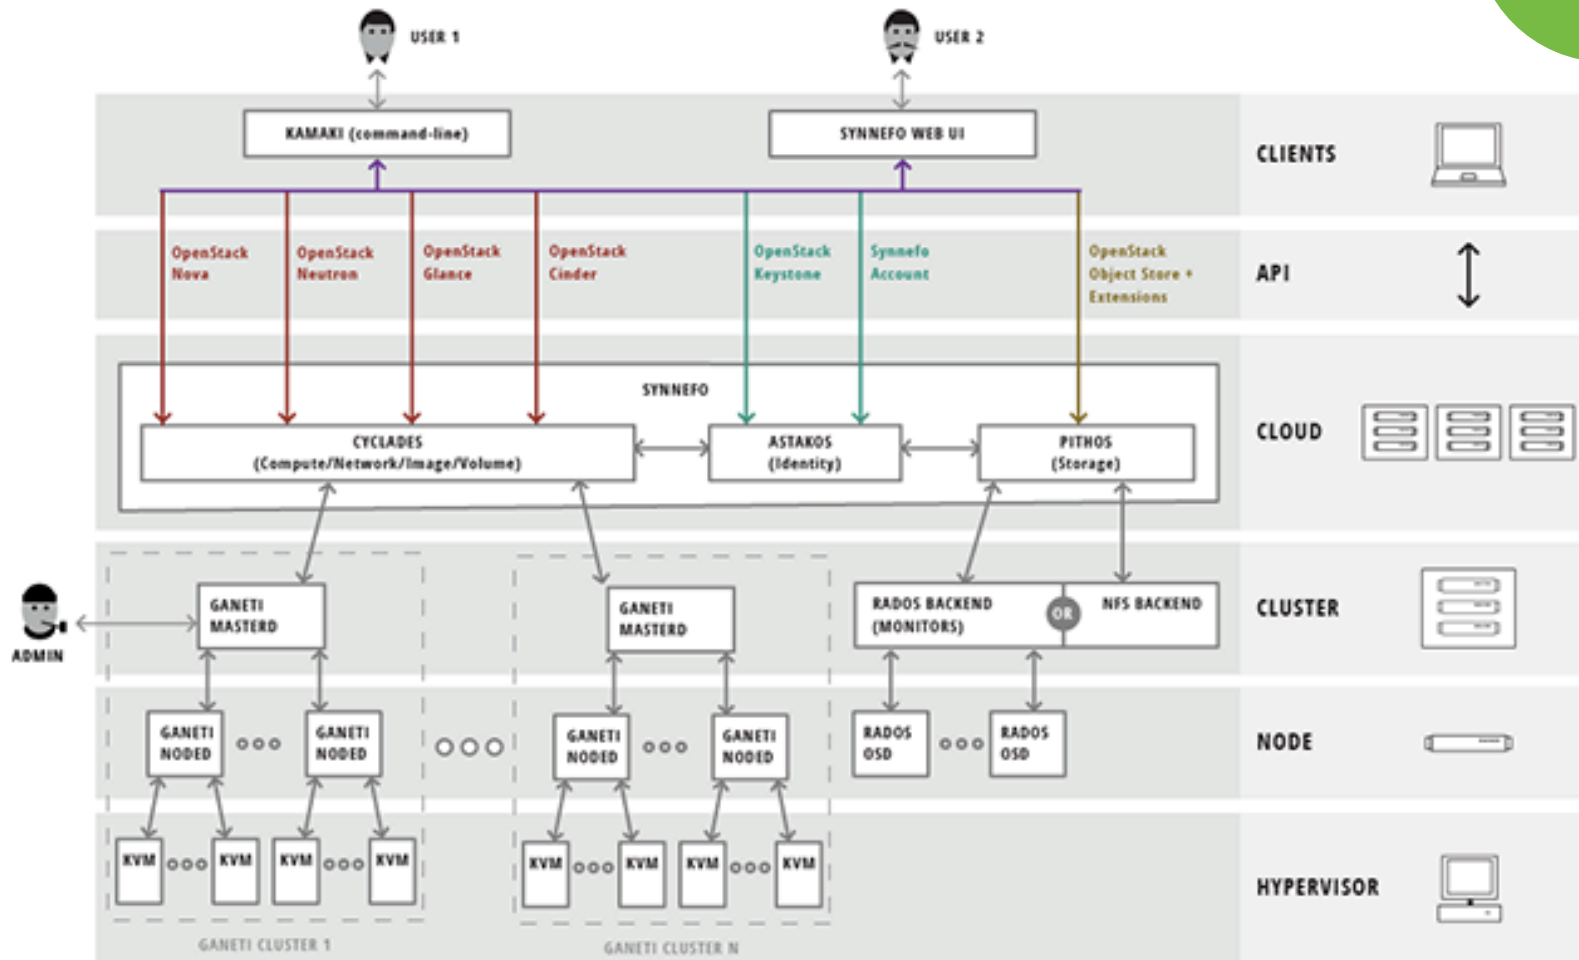 USER 1
USER 2
KAMAKI (command-line)
SYNNEFO WEB UI
CLIENTS
OpenStack
Nova
OpenStack
Neutron
OpenStack
Glance
OpenStack
Cinder
OpenStack
Keystone
Synnefo
Account
OpenStack
Object Store +
Extensions
API
SYNNEFO
CYCLADES
(Compute/Network/Image/Volume)
ASTAKOS
(Identity)
PITHOS
(Storage)
CLOUD
ADMIN
GANETI
MASTERD
GANETI
MASTERD
RADOS BACKEND
(MONITORS)
OR
NFS BACKEND
CLUSTER
GANETI
NODED
GANETI
NODED
GANETI
NODED
GANETI
NODED
RADOS
OSD
RADOS
OSD
NODE
KVM
KVM
KVM
KVM
KVM
KVM
KVM
KVM
HYPERVISOR
GANETI CLUSTER 1
GANETI CLUSTER N